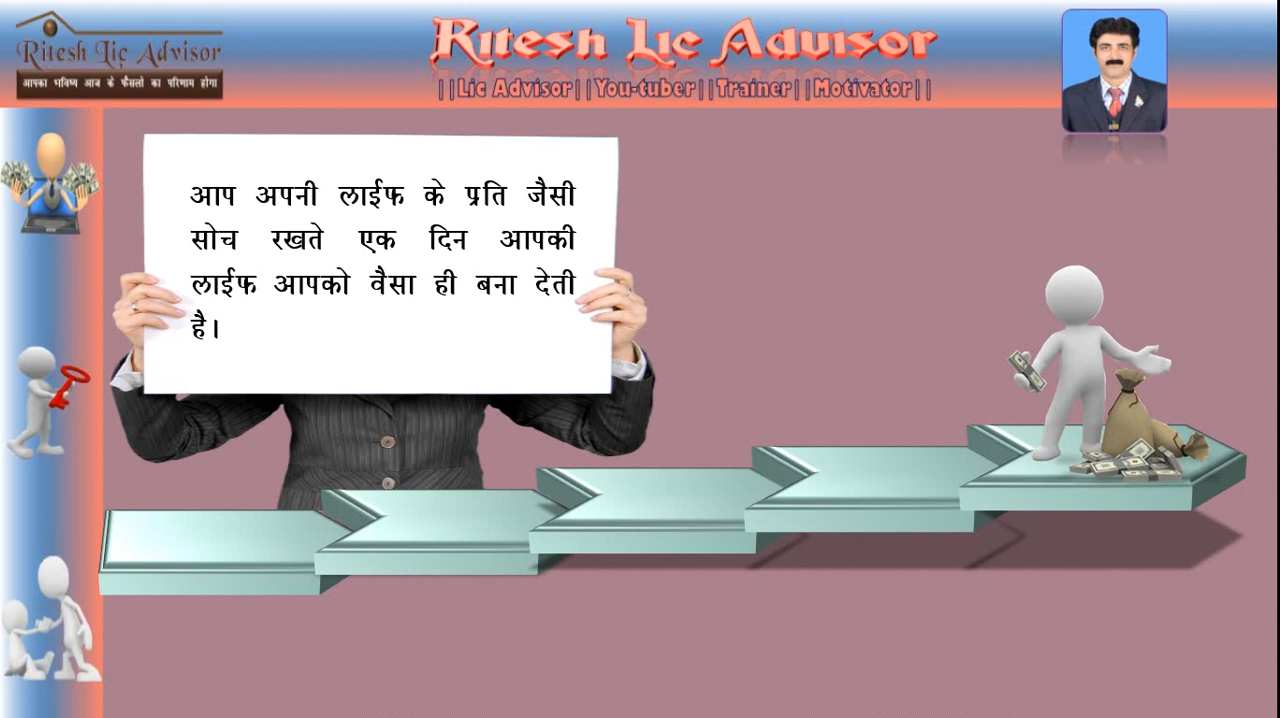 Ritesh Lic Advisor
आपका भविष्य आज के फैसलों का परिणाम होगा
Ritesh Lic Advisor
||Lic Advisor||You-tuber||Trainer||Motivator||
आप अपनी लाईफ के प्रति जैसी
सोच रखते एक दिन आपकी
लाईफ आपको वैसा ही बना देती
है।